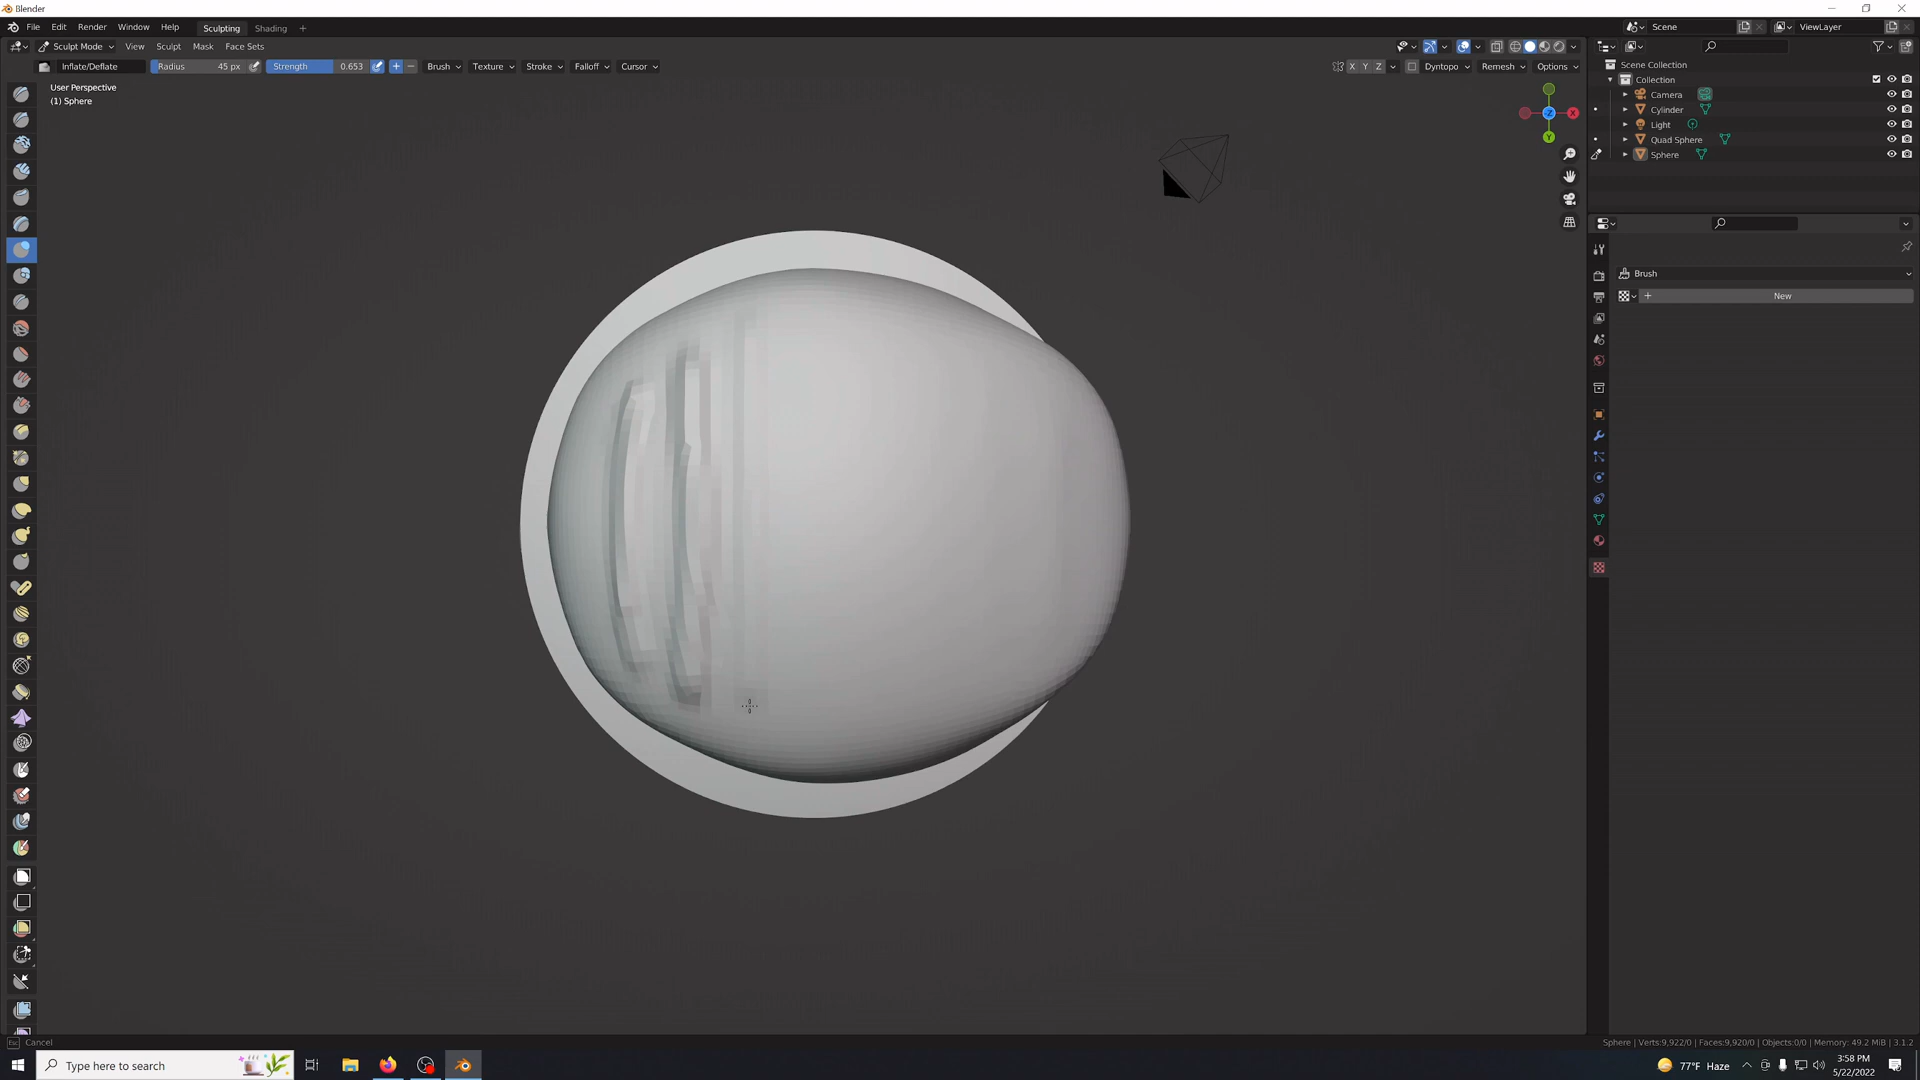 Blender
File Edit Render Window Help Sculpting Shading + Scene ViewLayer
Sculpt Mode View Sculpt Mask Face Sets
Inflate/Deflate Radius 45 px Strength 0.653 + − Brush Texture Stroke Falloff Cursor X Y Z Dyntopo Remesh Options
User Perspective
(1) Sphere
X
Z
Y
Scene Collection
Collection
Camera
Cylinder
Light
Quad Sphere
Sphere
Brush
+ New
Esc Cancel
Sphere | Verts:9,922/0 | Faces:9,920/0 | Objects:0/0 | Memory: 49.2 MiB | 3.1.2
Type here to search
77°F Haze
3:58 PM
5/22/2022